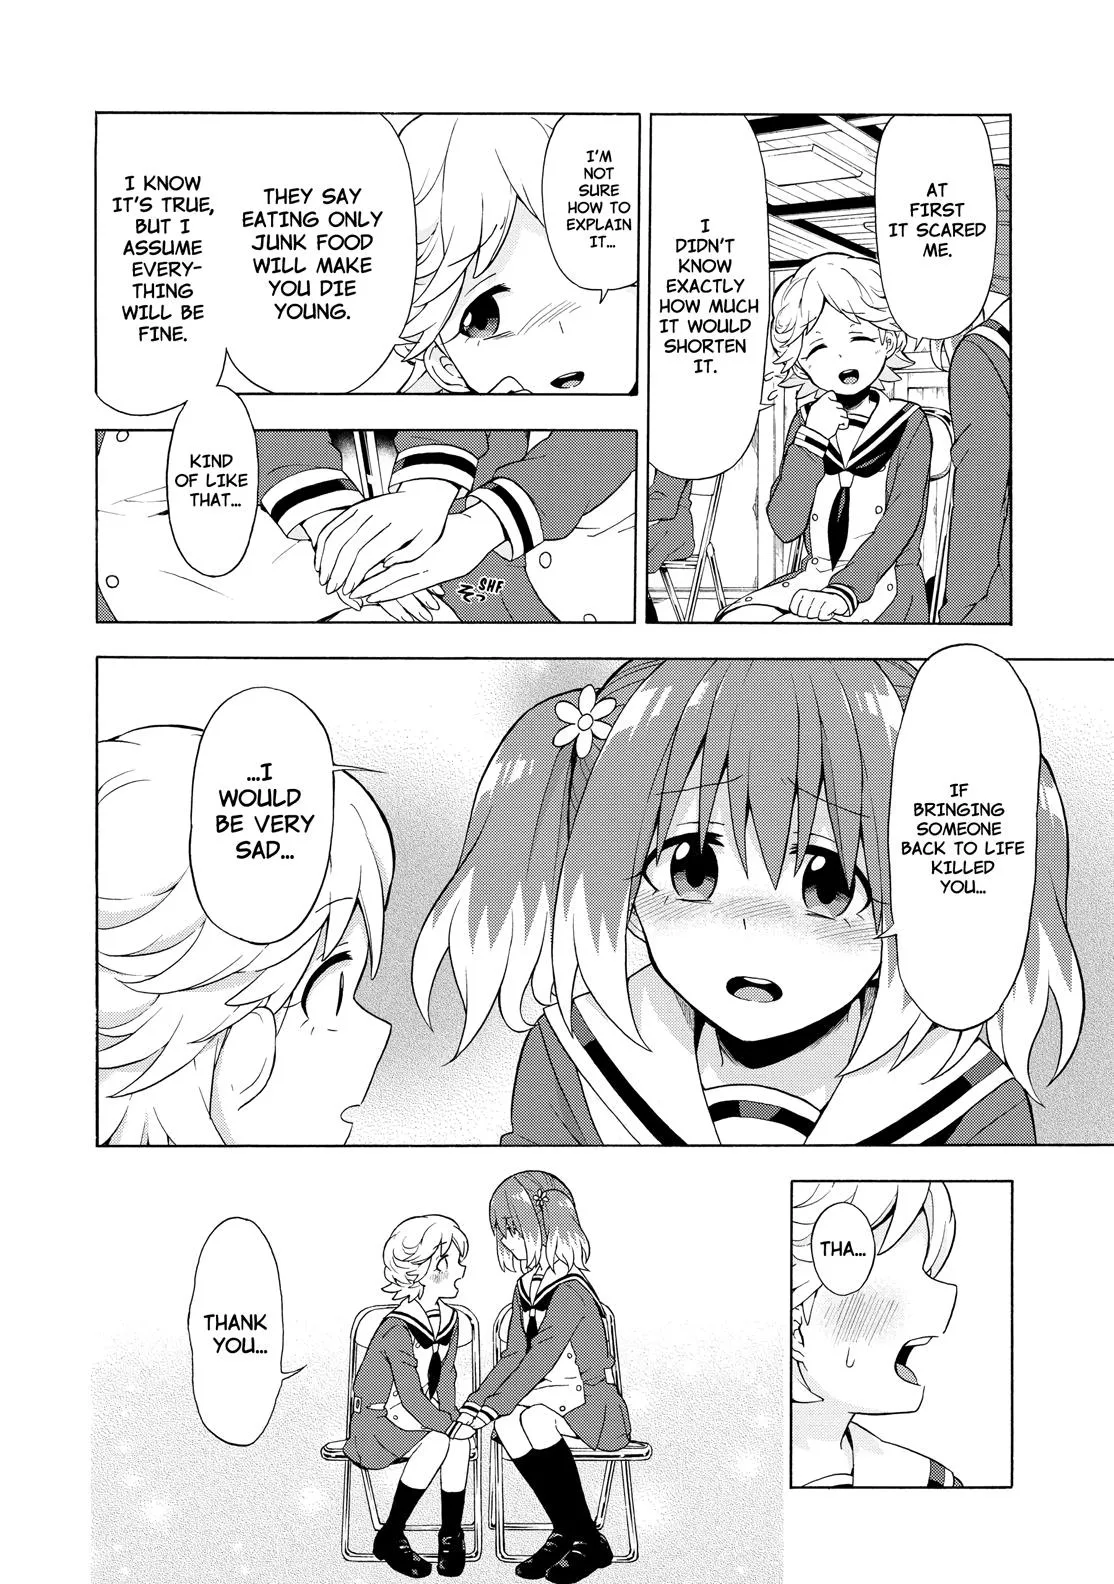 AT
FIRST
IT SCARED
ME.
I
DIDN'T
KNOW
EXACTLY
HOW MUCH
IT WOULD
SHORTEN
IT.
I'M
NOT
SURE
HOW TO
EXPLAIN
IT...
THEY SAY
EATING ONLY
JUNK FOOD
WILL MAKE
YOU DIE
YOUNG.
I KNOW
IT'S TRUE,
BUT I
ASSUME
EVERY-
THING
WILL BE
FINE.
KIND
OF LIKE
THAT...
そっ
SHF
IF
BRINGING
SOMEONE
BACK TO LIFE
KILLED
YOU...
...I
WOULD
BE VERY
SAD...
THA...
THANK
YOU...